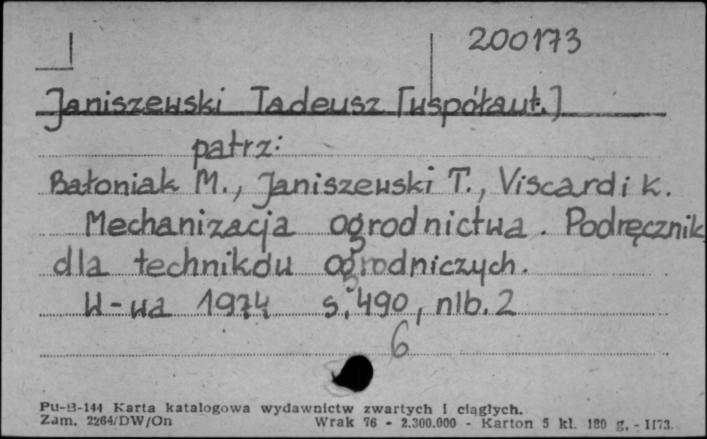 200173
Janiszewski Tadeusz [współaut.]
patrz:
Bałoniak M., Janiszewski T., Viscardi K.
Mechanizacja ogrodnictwa. Podręcznik
dla techników ogrodniczych.
W-wa 1974 s. 490, nlb. 2
6
Pu-B-144 Karta katalogowa wydawnictw zwartych i ciągłych.
Zam. 2264/DW/On Wrak 76 - 2.300.000 - Karton 5 kl. 180 g. - 1173.